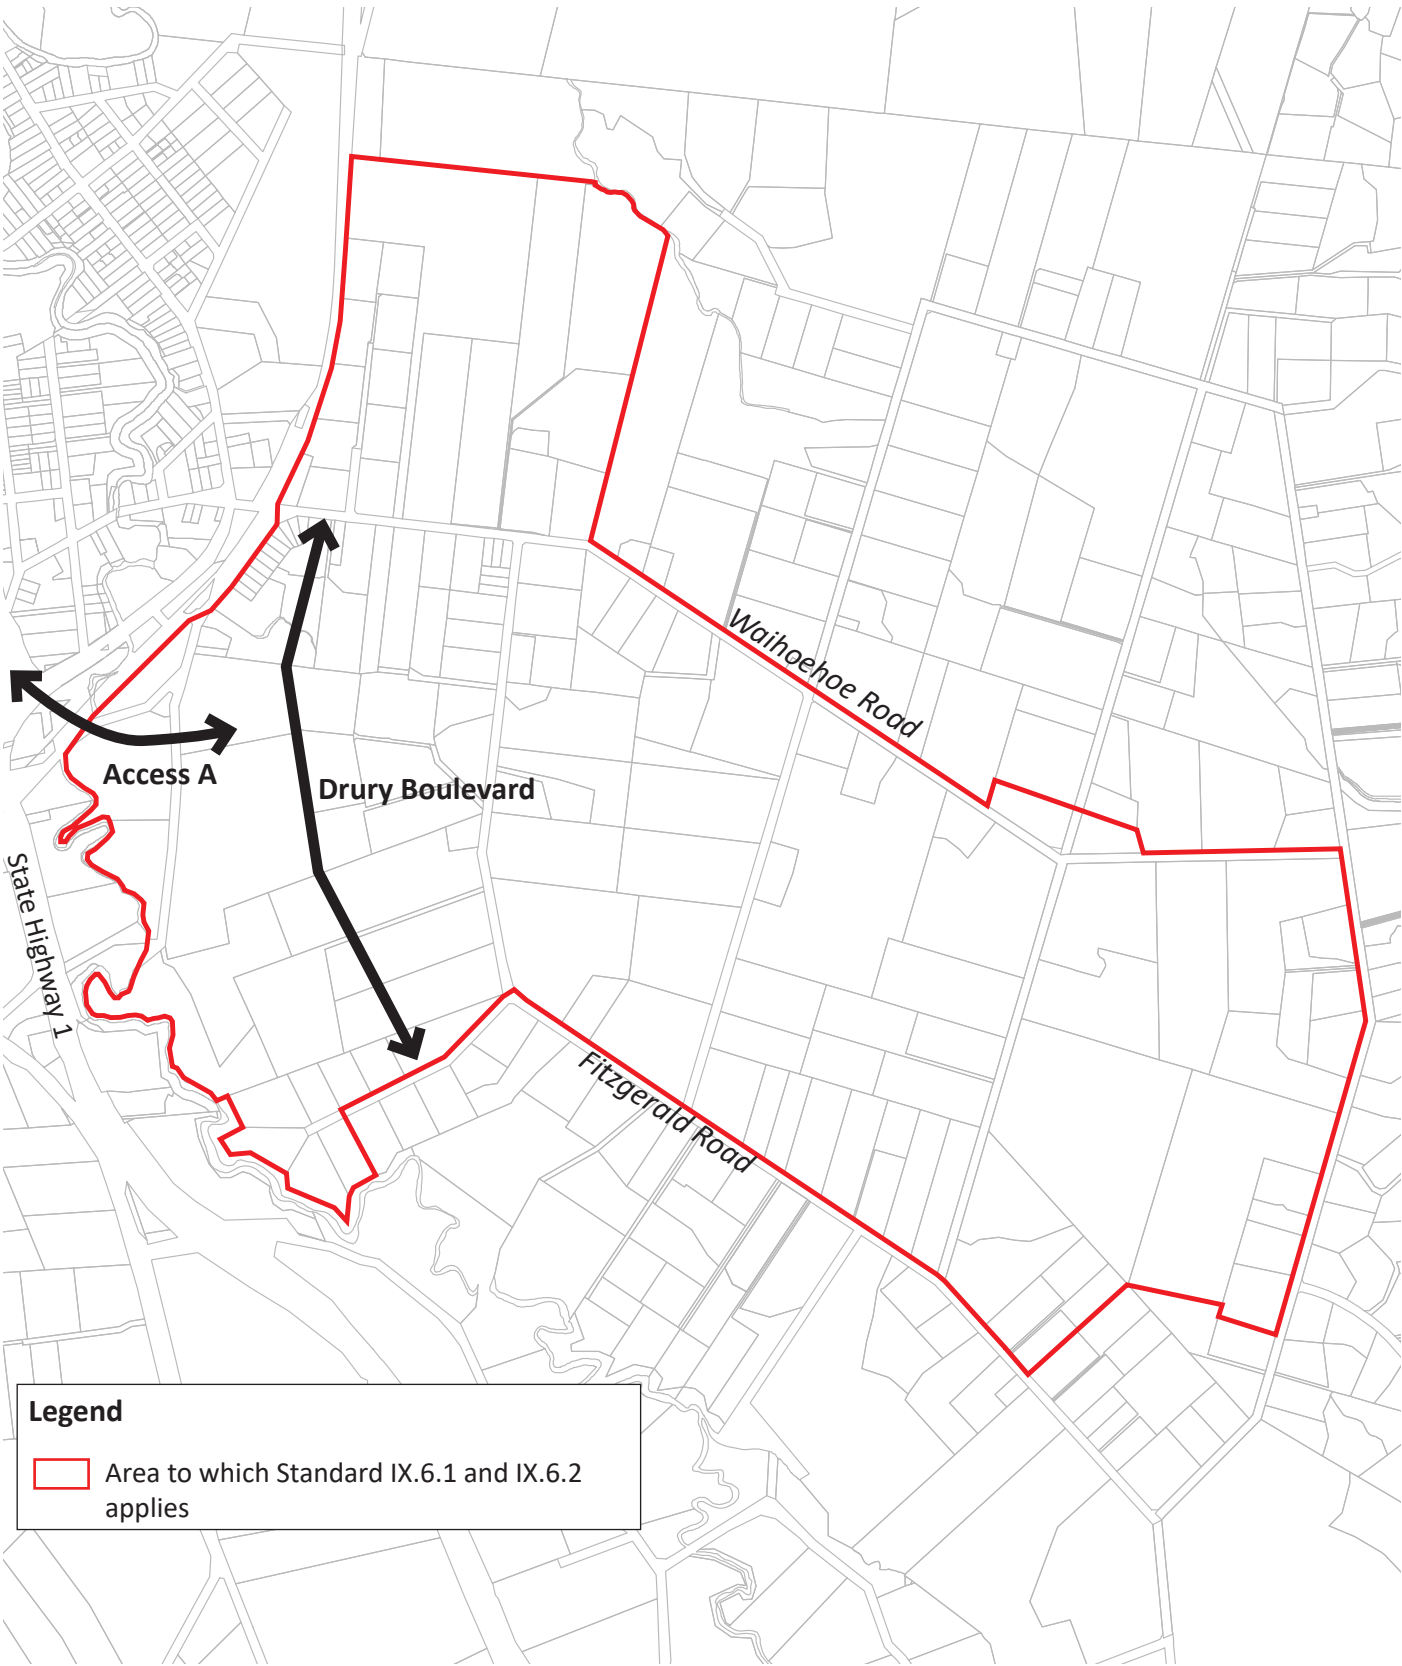 Waihoehoe Road
Access A
Drury Boulevard
State Highway 1
Fitzgerald Road
Legend
Area to which Standard IX.6.1 and IX.6.2
applies